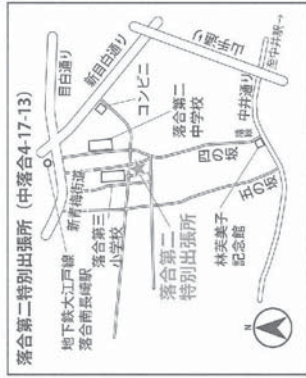 落合第二特別出張所（中落合4-17-13）
目白通り
新目白通り
山手通り
至中井駅→
コンビニ
地下鉄大江戸線
落合南長崎駅
新青梅街道
落合第三
小学校
落合第二
中学校
落合第二
特別出張所
四の坂
五の坂
中井通り
林芙美子
記念館
N